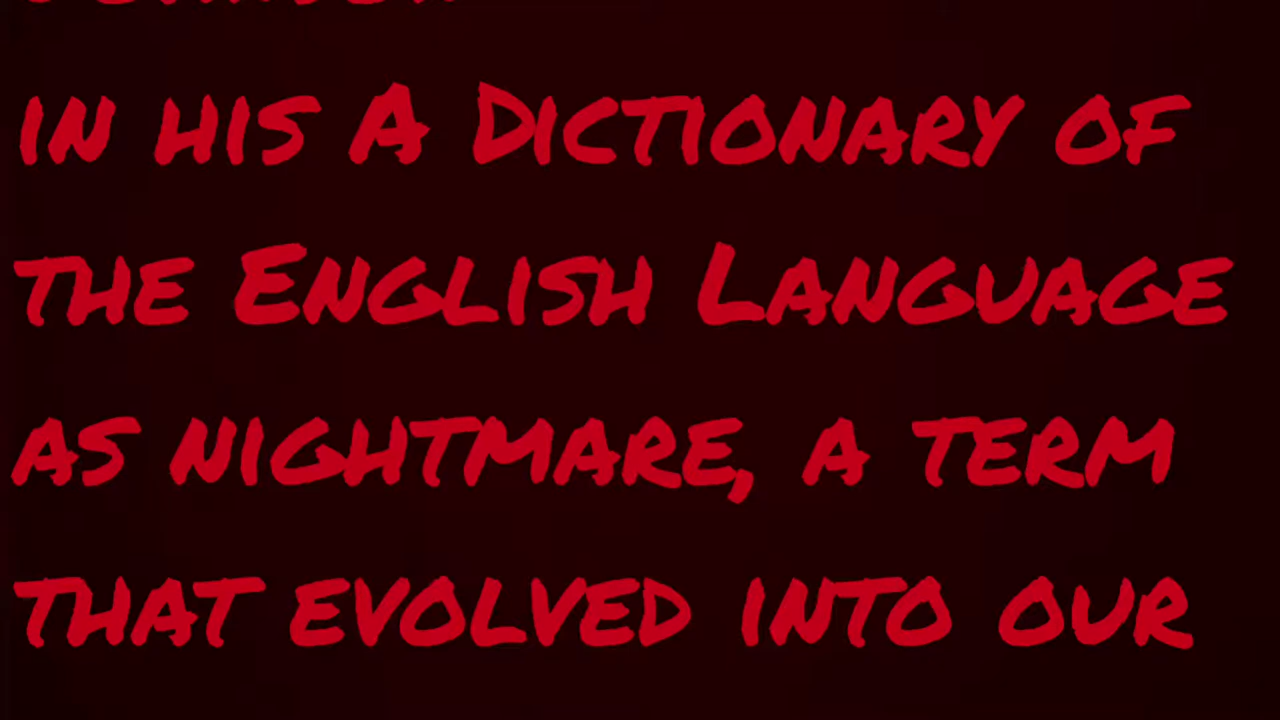 in his A Dictionary of
the English Language
as nightmare, a term
that evolved into our